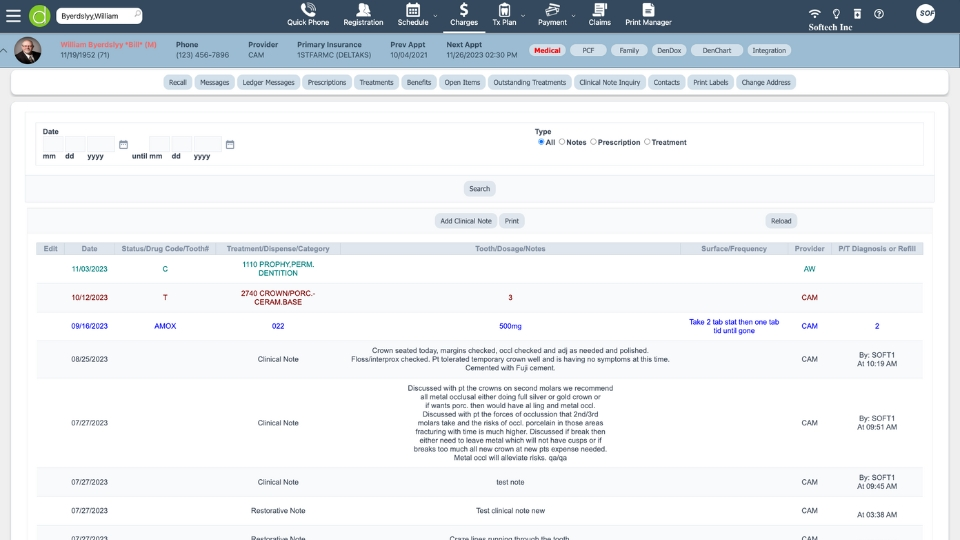 Byerdslyy,William
Quick Phone Registration Schedule Charges Tx Plan Payment Claims Print Manager
Softech Inc
SOF
William Byerdslyy "Bill" (M)
11/19/1952 (71)
Phone
(123) 456-7896
Provider
CAM
Primary Insurance
1STFARMC (DELTAKS)
Prev Appt
10/04/2021
Next Appt
11/26/2023 02:30 PM
Medical PCF Family DenDox DenChart Integration
Recall Messages Ledger Messages Prescriptions Treatments Benefits Open Items Outstanding Treatments Clinical Note Inquiry Contacts Print Labels Change Address
Date
mm dd yyyy until mm dd yyyy
Type
All Notes Prescription Treatment
Search
Add Clinical Note Print Reload
Edit Date Status/Drug Code/Tooth# Treatment/Dispense/Category Tooth/Dosage/Notes Surface/Frequency Provider P/T Diagnosis or Refill
11/03/2023 C 1110 PROPHY,PERM. DENTITION AW
10/12/2023 T 2740 CROWN/PORC.- CERAM.BASE 3 CAM
09/16/2023 AMOX 022 500mg Take 2 tab stat then one tab tid until gone CAM 2
08/25/2023 Clinical Note
Crown seated today, margins checked, occl checked and adj as needed and polished.
Floss/interprox checked. Pt tolerated temporary crown well and is having no symptoms at this time.
Cemented with Fuji cement.
CAM
By: SOFT1
At 10:19 AM
07/27/2023 Clinical Note
Discussed with pt the crowns on second molars we recommend
all metal occlusal either doing full silver or gold crown or
if wants porc. then would have al ling and metal occl.
Discussed with pt the forces of occlussion that 2nd/3rd
molars take and the risks of occl. porcelain in those areas
fracturing with time is much higher. Discussed if break then
either need to leave metal which will not have cusps or if
breaks too much all new crown at new pts expense needed.
Metal occl will alleviate risks. qa/qa
CAM
By: SOFT1
At 09:51 AM
07/27/2023 Clinical Note test note CAM
By: SOFT1
At 09:45 AM
07/27/2023 Restorative Note Test clinical note new CAM At 03:38 AM
07/27/2023 Restorative Note Craze lines running through the tooth CAM